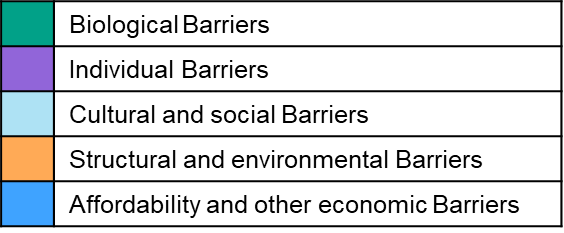 Biological Barriers
Individual Barriers
Cultural and social Barriers
Structural and environmental Barriers
Affordability and other economic Barriers